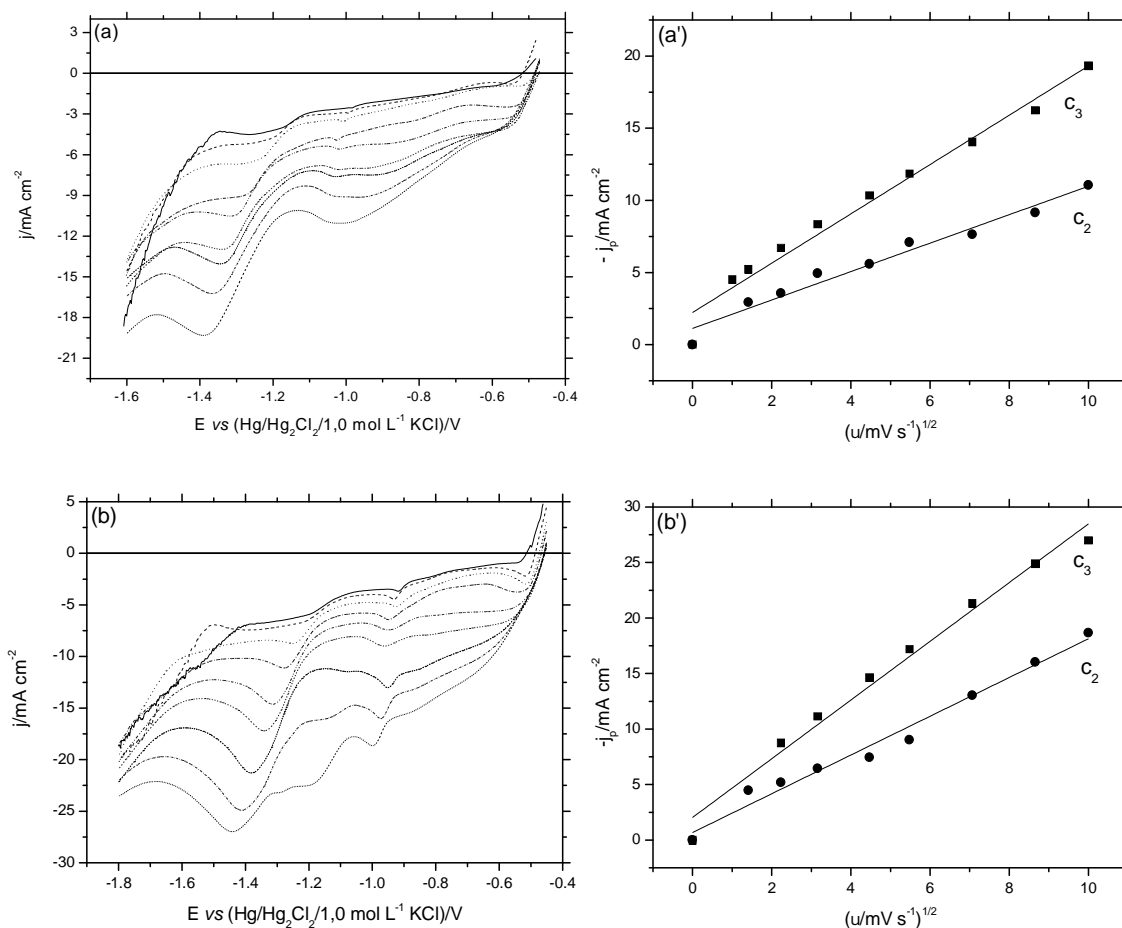 (a)
3
0
-3
-6
-9
-12
-15
-18
-21
j/mA cm-2
-1.6 -1.4 -1.2 -1.0 -0.8 -0.6 -0.4
E vs (Hg/Hg2Cl2/1,0 mol L-1 KCl)/V
(a')
20
15
10
5
0
- jp/mA cm-2
c3
c2
0 2 4 6 8 10
(u/mV s-1)1/2
(b)
5
0
-5
-10
-15
-20
-25
-30
j/mA cm-2
-1.8 -1.6 -1.4 -1.2 -1.0 -0.8 -0.6 -0.4
E vs (Hg/Hg2Cl2/1,0 mol L-1 KCl)/V
(b')
30
25
20
15
10
5
0
-jp/mA cm-2
c3
c2
0 2 4 6 8 10
(u/mV s-1)1/2